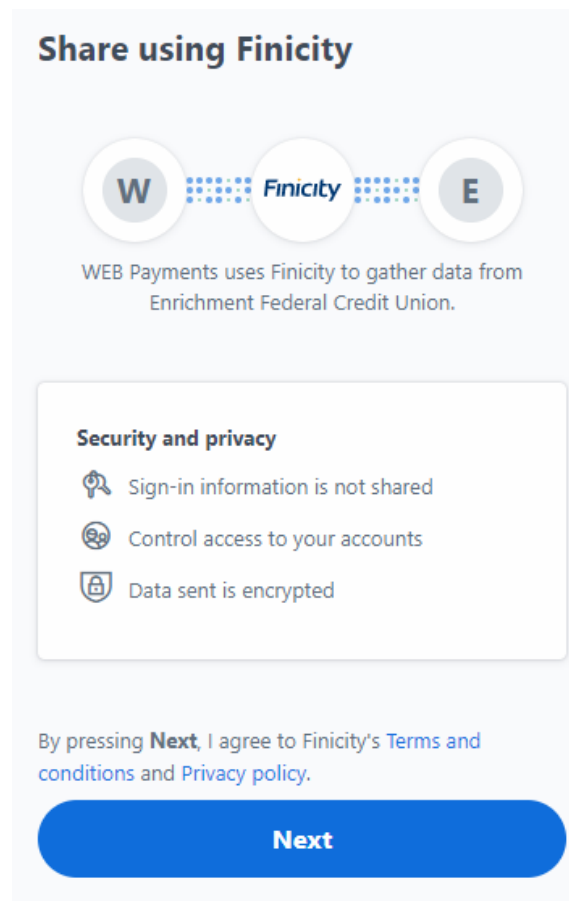 Share using Finicity
W
Finicity
E
WEB Payments uses Finicity to gather data from
Enrichment Federal Credit Union.
Security and privacy
Sign-in information is not shared
Control access to your accounts
Data sent is encrypted
By pressing Next, I agree to Finicity's Terms and
conditions and Privacy policy.
Next